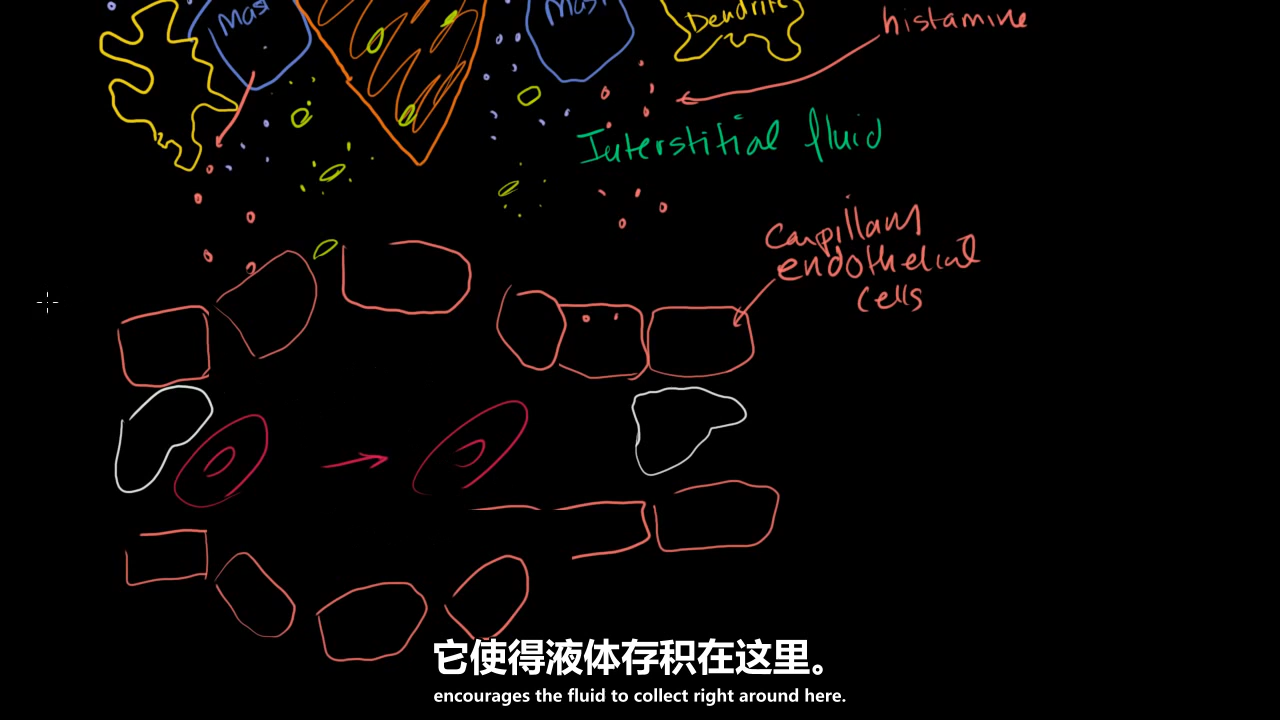 Mast
Mast
Dendrite
histamine
Interstitial fluid
Capillary
endothelial
cells
它使得液体存积在这里。
encourages the fluid to collect right around here.